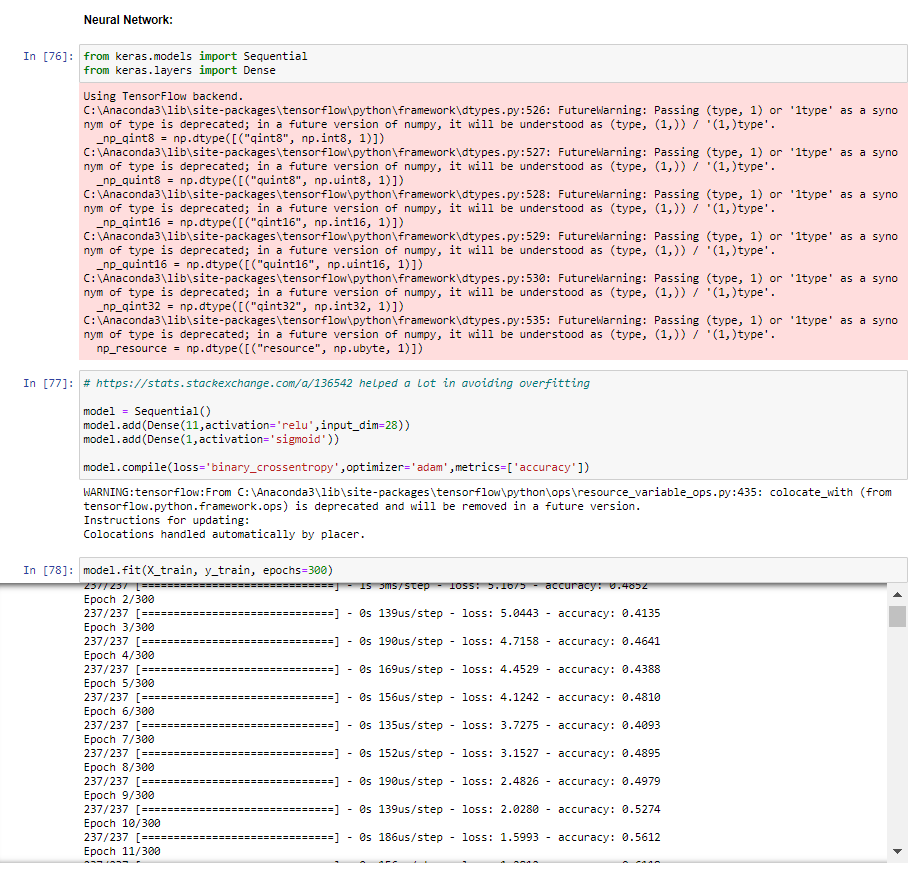 Neural Network:
In [76]: from keras.models import Sequential
from keras.layers import Dense
Using TensorFlow backend.
C:\Anaconda3\lib\site-packages\tensorflow\python\framework\dtypes.py:526: FutureWarning: Passing (type, 1) or '1type' as a syno
nym of type is deprecated; in a future version of numpy, it will be understood as (type, (1,)) / '(1,)type'.
_np_qint8 = np.dtype([("qint8", np.int8, 1)])
C:\Anaconda3\lib\site-packages\tensorflow\python\framework\dtypes.py:527: FutureWarning: Passing (type, 1) or '1type' as a syno
nym of type is deprecated; in a future version of numpy, it will be understood as (type, (1,)) / '(1,)type'.
_np_quint8 = np.dtype([("quint8", np.uint8, 1)])
C:\Anaconda3\lib\site-packages\tensorflow\python\framework\dtypes.py:528: FutureWarning: Passing (type, 1) or '1type' as a syno
nym of type is deprecated; in a future version of numpy, it will be understood as (type, (1,)) / '(1,)type'.
_np_qint16 = np.dtype([("qint16", np.int16, 1)])
C:\Anaconda3\lib\site-packages\tensorflow\python\framework\dtypes.py:529: FutureWarning: Passing (type, 1) or '1type' as a syno
nym of type is deprecated; in a future version of numpy, it will be understood as (type, (1,)) / '(1,)type'.
_np_quint16 = np.dtype([("quint16", np.uint16, 1)])
C:\Anaconda3\lib\site-packages\tensorflow\python\framework\dtypes.py:530: FutureWarning: Passing (type, 1) or '1type' as a syno
nym of type is deprecated; in a future version of numpy, it will be understood as (type, (1,)) / '(1,)type'.
_np_qint32 = np.dtype([("qint32", np.int32, 1)])
C:\Anaconda3\lib\site-packages\tensorflow\python\framework\dtypes.py:535: FutureWarning: Passing (type, 1) or '1type' as a syno
nym of type is deprecated; in a future version of numpy, it will be understood as (type, (1,)) / '(1,)type'.
np_resource = np.dtype([("resource", np.ubyte, 1)])
In [77]: # https://stats.stackexchange.com/a/136542 helped a lot in avoiding overfitting
model = Sequential()
model.add(Dense(11,activation='relu',input_dim=28))
model.add(Dense(1,activation='sigmoid'))
model.compile(loss='binary_crossentropy',optimizer='adam',metrics=['accuracy'])
WARNING:tensorflow:From C:\Anaconda3\lib\site-packages\tensorflow\python\ops\resource_variable_ops.py:435: colocate_with (from
tensorflow.python.framework.ops) is deprecated and will be removed in a future version.
Instructions for updating:
Colocations handled automatically by placer.
In [78]: model.fit(X_train, y_train, epochs=300)
237/237 [==============================] - 1s 3ms/step - loss: 5.1675 - accuracy: 0.4852
Epoch 2/300
237/237 [==============================] - 0s 139us/step - loss: 5.0443 - accuracy: 0.4135
Epoch 3/300
237/237 [==============================] - 0s 190us/step - loss: 4.7158 - accuracy: 0.4641
Epoch 4/300
237/237 [==============================] - 0s 169us/step - loss: 4.4529 - accuracy: 0.4388
Epoch 5/300
237/237 [==============================] - 0s 156us/step - loss: 4.1242 - accuracy: 0.4810
Epoch 6/300
237/237 [==============================] - 0s 135us/step - loss: 3.7275 - accuracy: 0.4093
Epoch 7/300
237/237 [==============================] - 0s 152us/step - loss: 3.1527 - accuracy: 0.4895
Epoch 8/300
237/237 [==============================] - 0s 190us/step - loss: 2.4826 - accuracy: 0.4979
Epoch 9/300
237/237 [==============================] - 0s 139us/step - loss: 2.0280 - accuracy: 0.5274
Epoch 10/300
237/237 [==============================] - 0s 186us/step - loss: 1.5993 - accuracy: 0.5612
Epoch 11/300